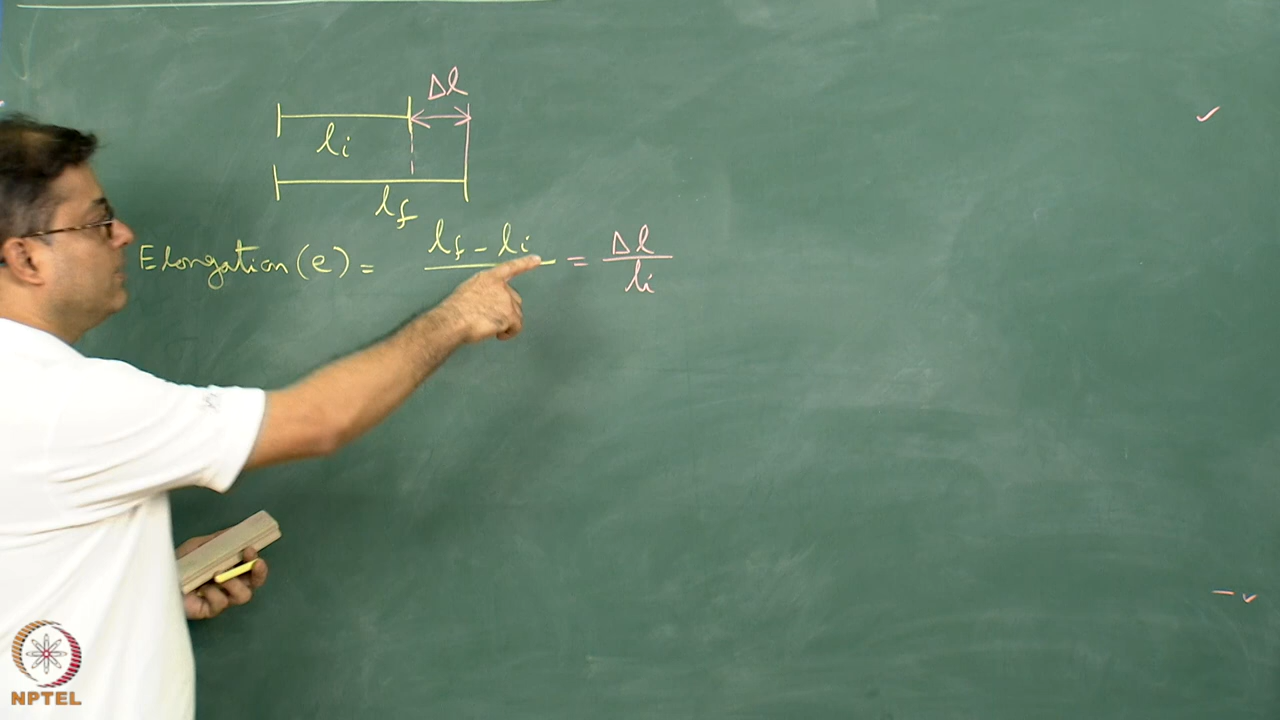 Δl
li
lf
Elongation (e) = lf - li = Δl / li
NPTEL